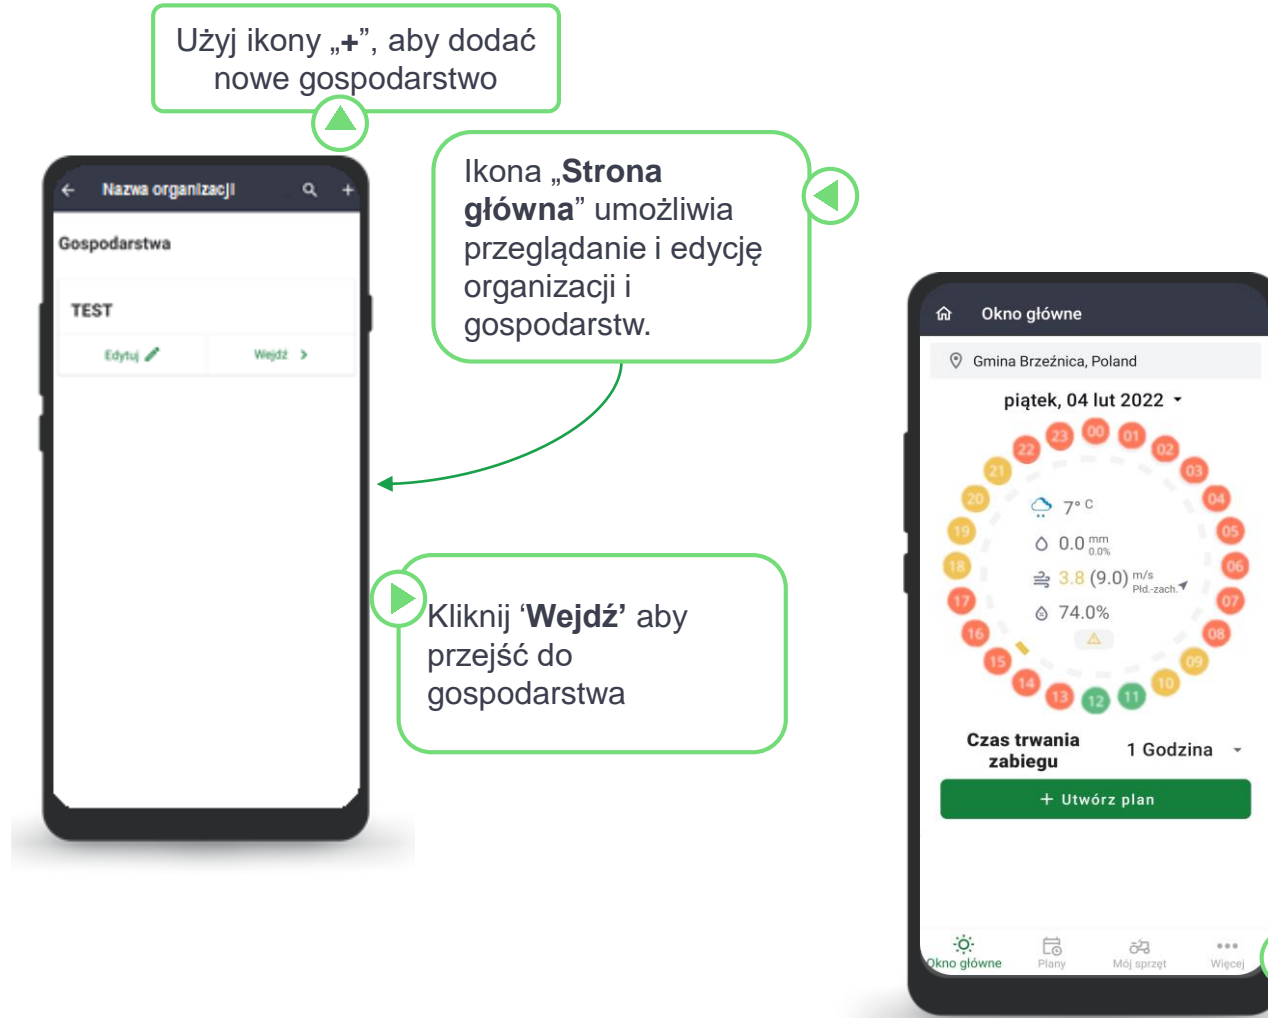 Użyj ikony „+”, aby dodać
nowe gospodarstwo
Nazwa organizacji
Gospodarstwa
TEST
Edytuj
Wejdź >
Ikona „Strona
główna” umożliwia
przeglądanie i edycję
organizacji i
gospodarstw.
Kliknij ‘Wejdź’ aby
przejść do
gospodarstwa
Okno główne
Gmina Brzeźnica, Poland
piątek, 04 lut 2022
00
01
02
03
04
05
06
07
08
09
10
11
12
13
14
15
16
17
18
19
20
21
22
23
7° C
0.0 mm
0.0%
3.8 (9.0) m/s
Płd.-zach.
74.0%
Czas trwania
zabiegu
1 Godzina
+ Utwórz plan
Okno główne
Plany
Mój sprzęt
Więcej